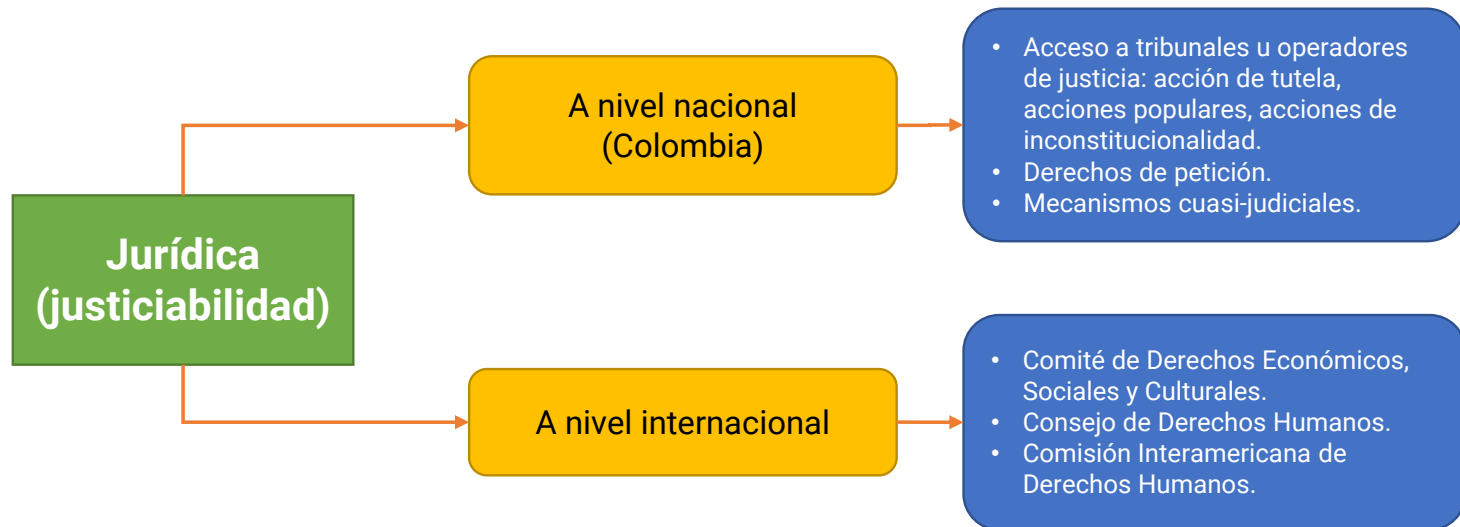 Jurídica
(justiciabilidad)
A nivel nacional
(Colombia)
• Acceso a tribunales u operadores
de justicia: acción de tutela,
acciones populares, acciones de
inconstitucionalidad.
• Derechos de petición.
• Mecanismos cuasi-judiciales.
A nivel internacional
• Comité de Derechos Económicos,
Sociales y Culturales.
• Consejo de Derechos Humanos.
• Comisión Interamericana de
Derechos Humanos.